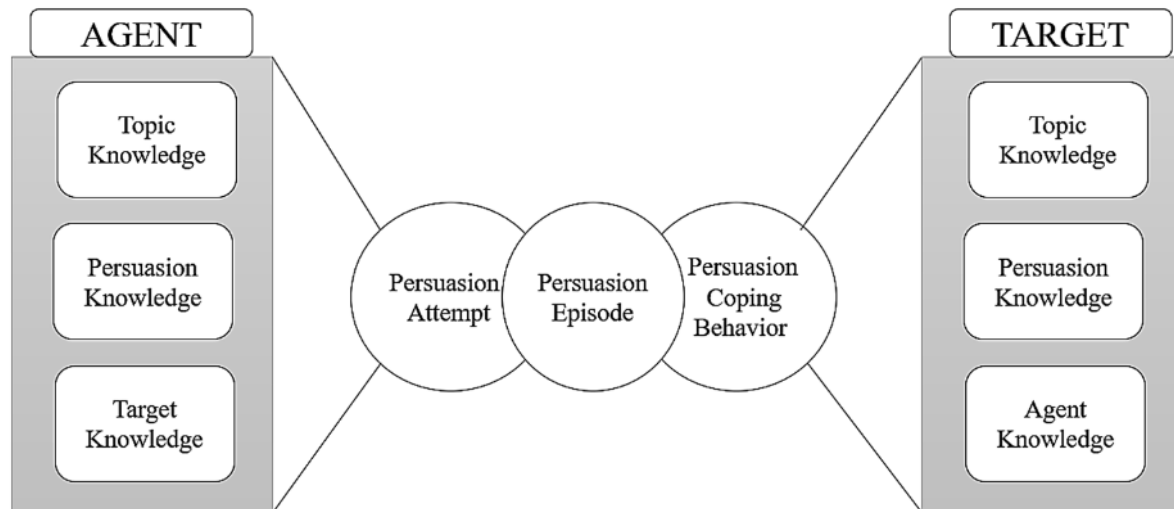 AGENT
Topic
Knowledge
Persuasion
Knowledge
Target
Knowledge
Persuasion
Attempt
Persuasion
Episode
Persuasion
Coping
Behavior
TARGET
Topic
Knowledge
Persuasion
Knowledge
Agent
Knowledge